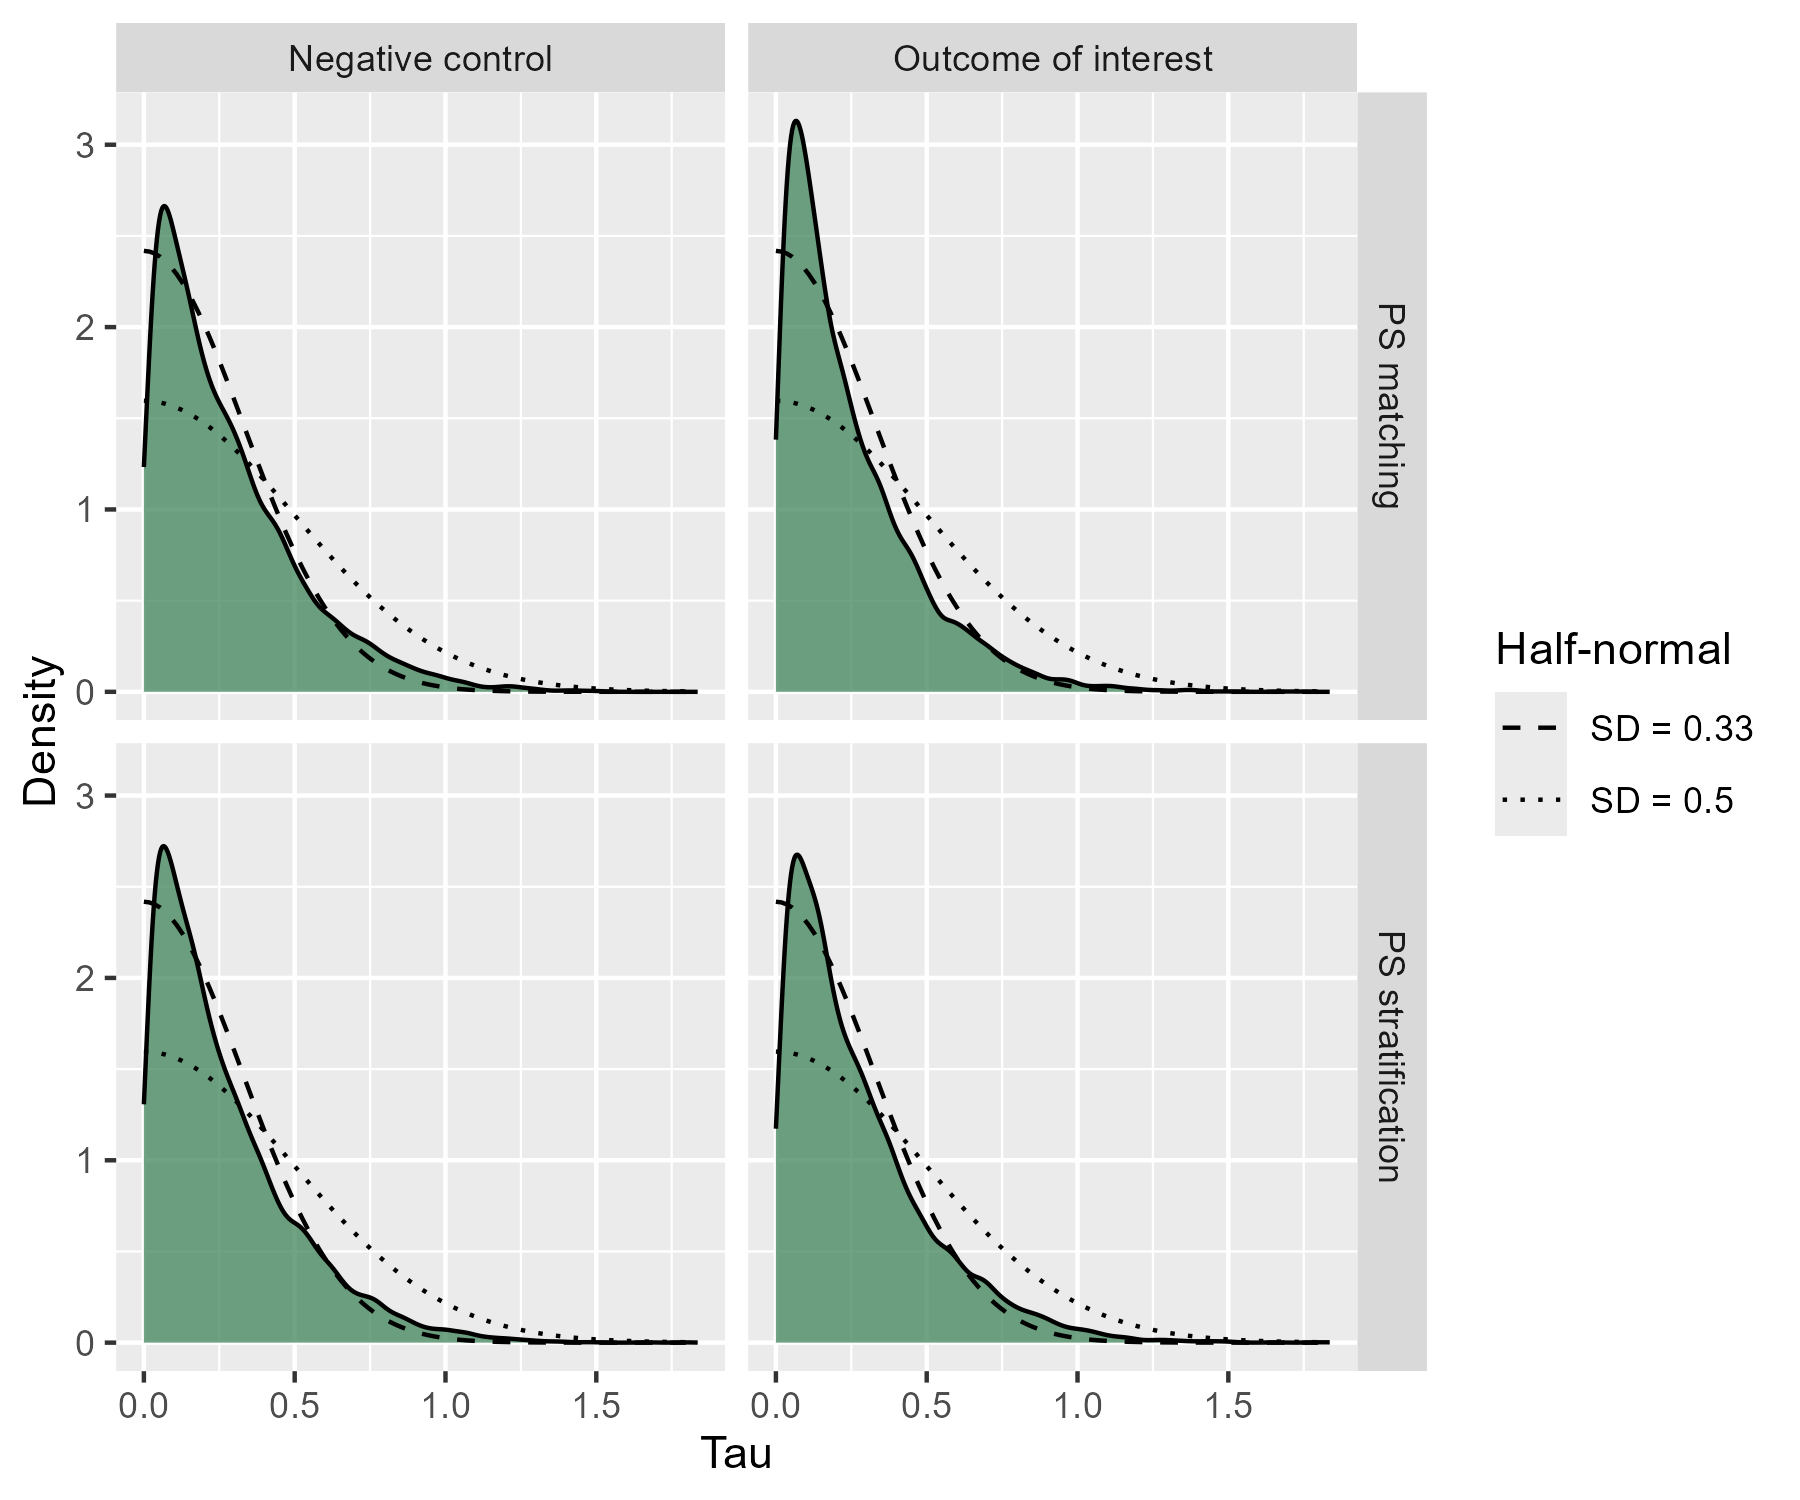 Negative control
Outcome of interest
3
2
1
0
PS matching
Density
3
2
1
0
PS stratification
0.0 0.5 1.0 1.5
0.0 0.5 1.0 1.5
Tau
Half-normal
SD = 0.33
SD = 0.5